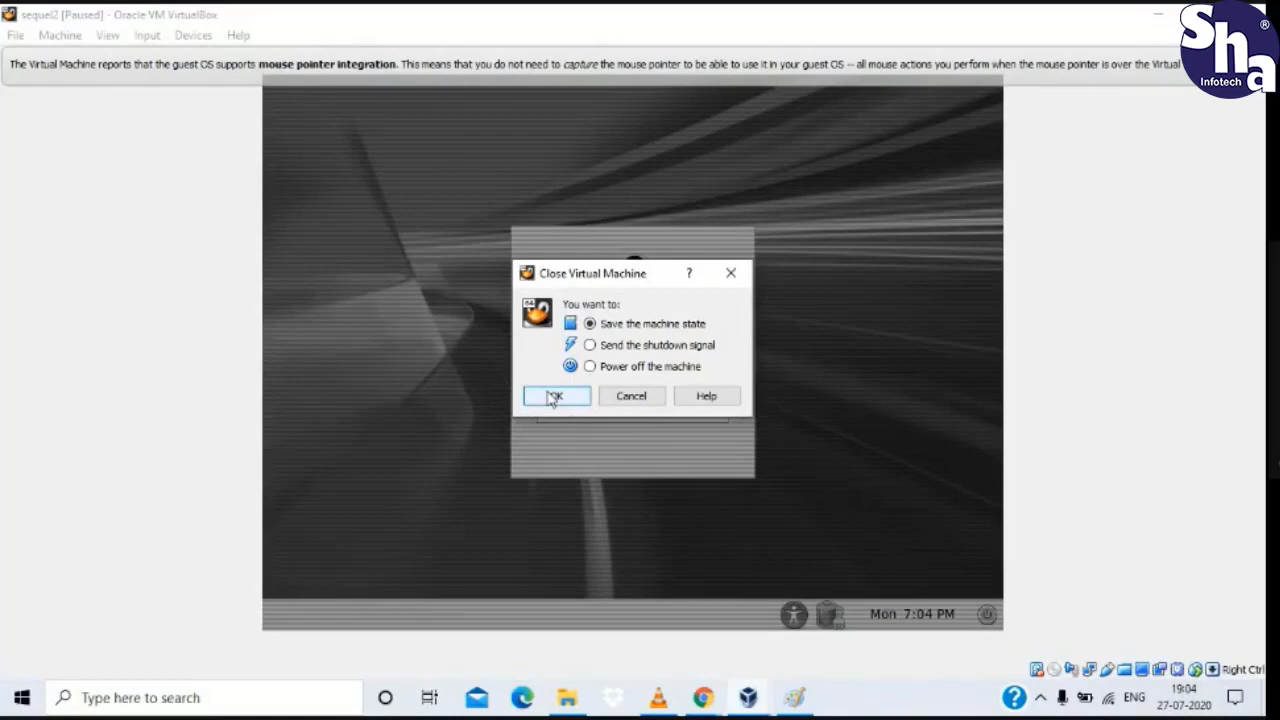 sequel2 [Paused] - Oracle VM VirtualBox
File Machine View Input Devices Help
The Virtual Machine reports that the guest OS supports mouse pointer integration. This means that you do not need to capture the mouse pointer to be able to use it in your guest OS -- all mouse actions you perform when the mouse pointer is over the Virtual
Sha ®
Infotech
Close Virtual Machine ?
64
You want to:
Save the machine state
Send the shutdown signal
Power off the machine
OK Cancel Help
Mon 7:04 PM
Right Ctrl
Type here to search
ENG
19:04
27-07-2020